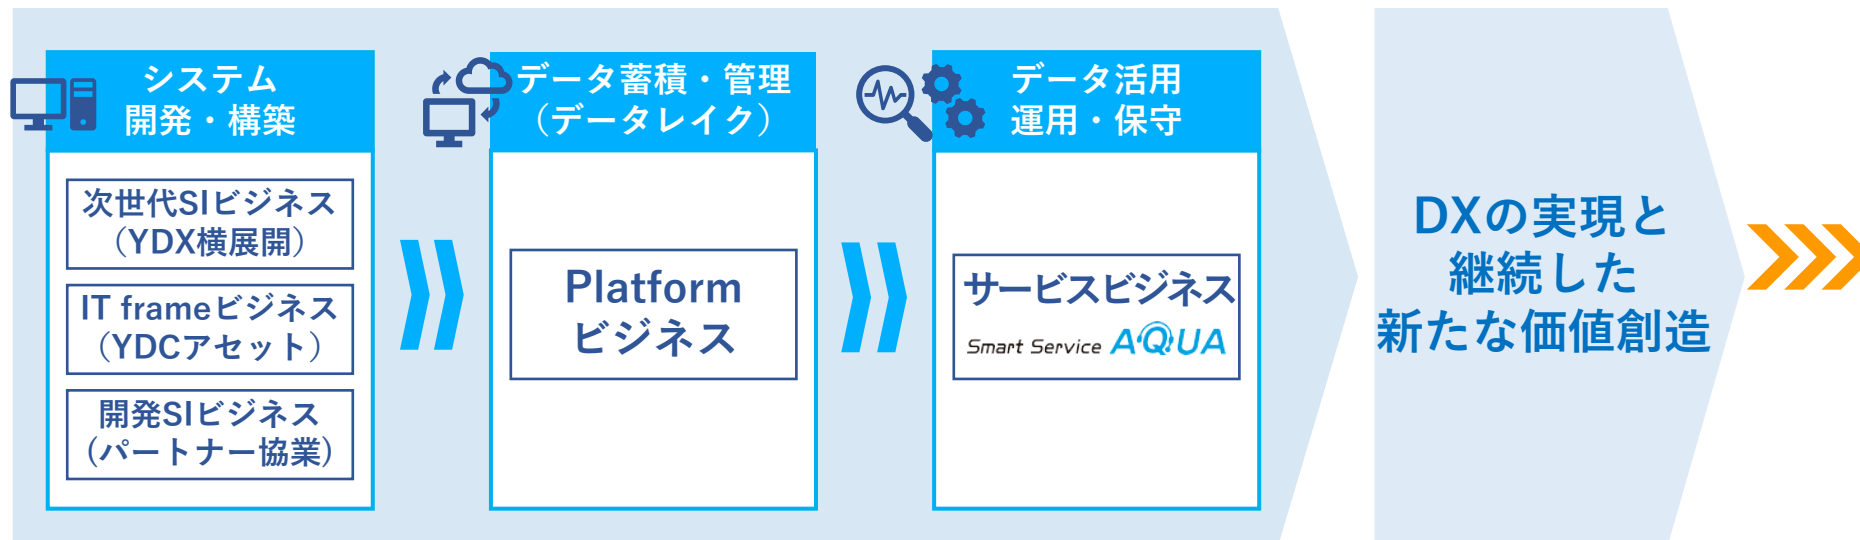 システム
開発・構築
次世代SIビジネス
（YDX横展開）
IT frameビジネス
（YDCアセット）
開発SIビジネス
（パートナー協業）
データ蓄積・管理
（データレイク）
Platform
ビジネス
データ活用
運用・保守
サービスビジネス
Smart Service AQUA
DXの実現と
継続した
新たな価値創造